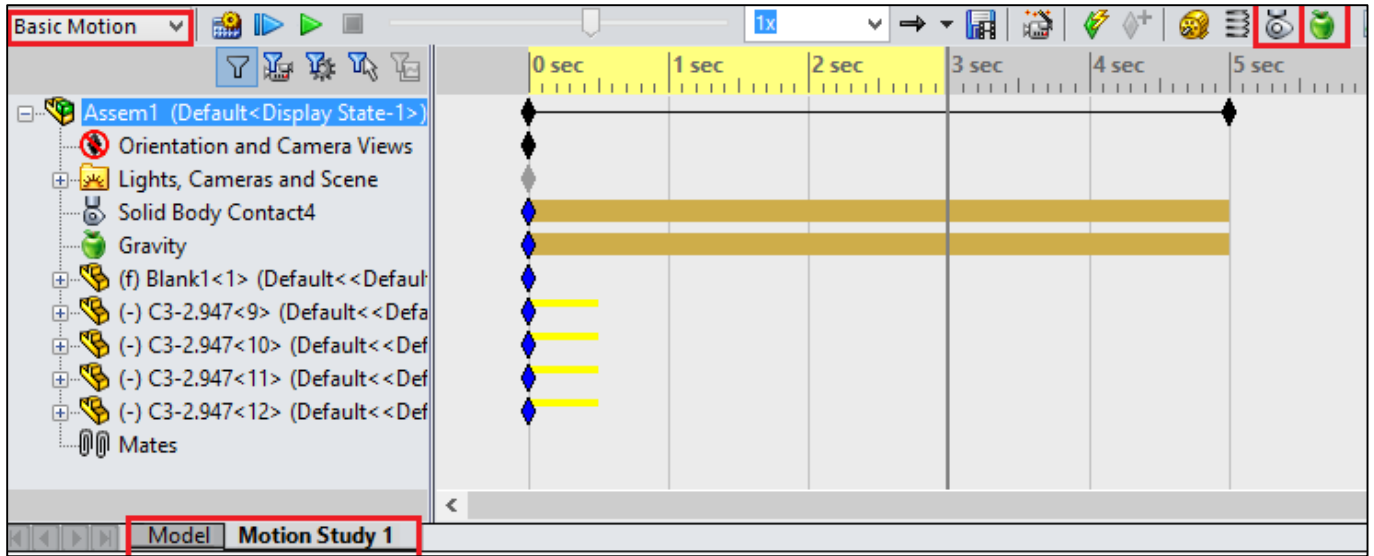 Basic Motion 1x
0 sec 1 sec 2 sec 3 sec 4 sec 5 sec
Assem1 (Default<Display State-1>)
Orientation and Camera Views
Lights, Cameras and Scene
Solid Body Contact4
Gravity
(f) Blank1<1> (Default<<Default
(-) C3-2.947<9> (Default<<Defa
(-) C3-2.947<10> (Default<<Def
(-) C3-2.947<11> (Default<<Def
(-) C3-2.947<12> (Default<<Def
Mates
Model Motion Study 1